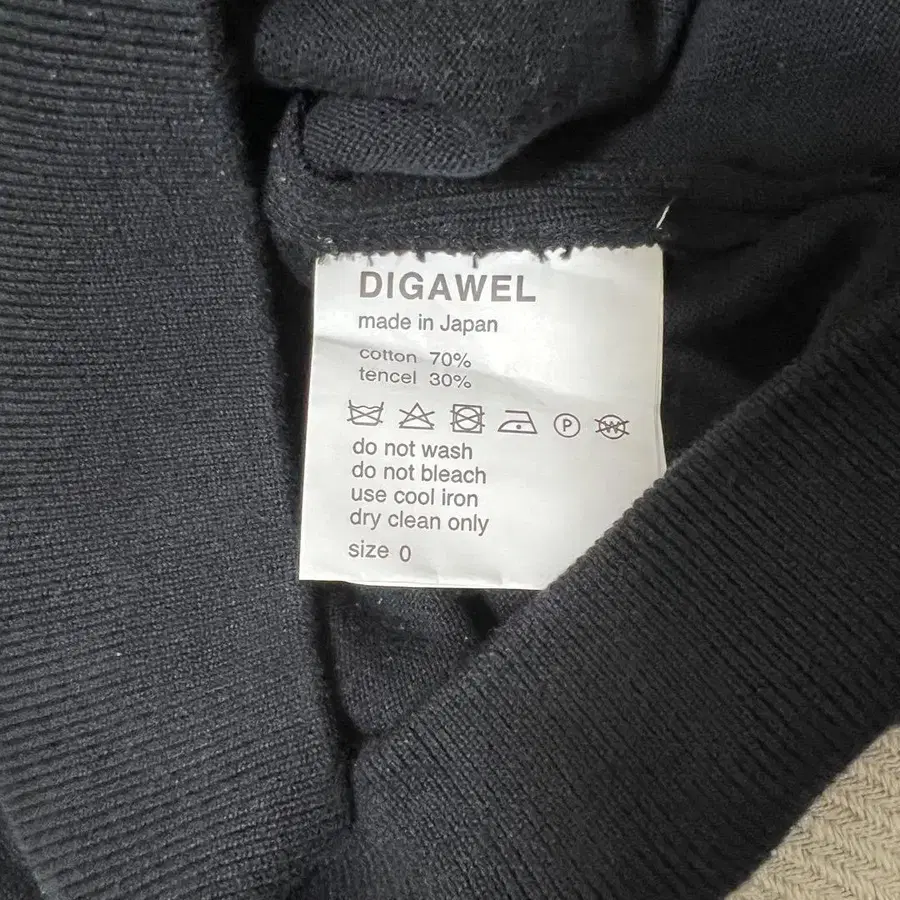 DIGAWEL
made in Japan
cotton 70%
tencel 30%
P W
do not wash
do not bleach
use cool iron
dry clean only
size 0